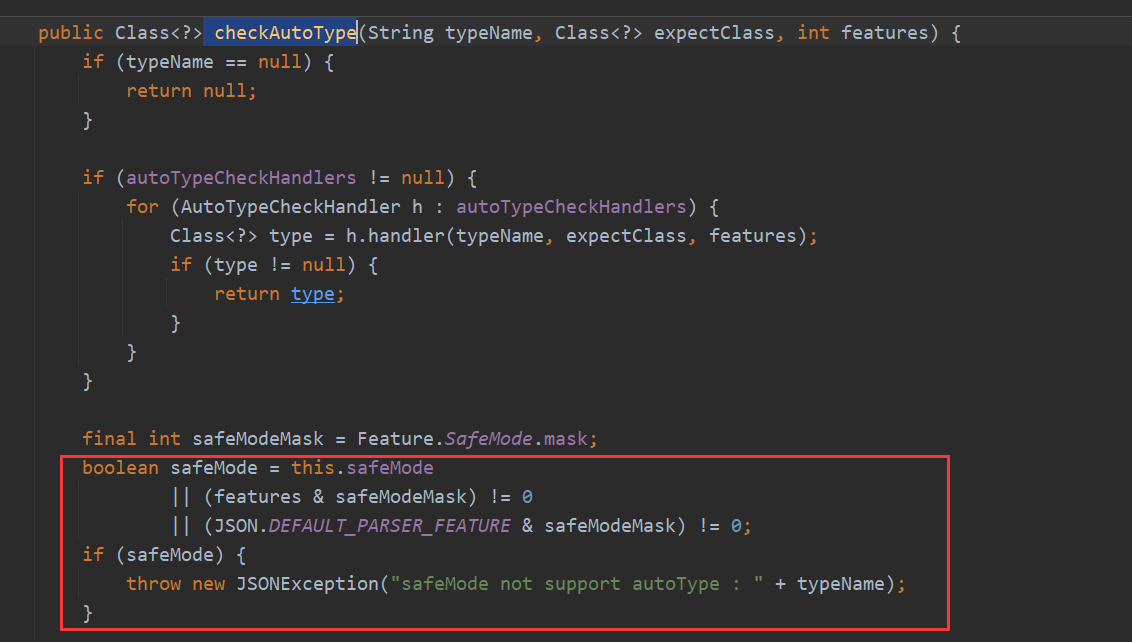 public Class<?> checkAutoType(String typeName, Class<?> expectClass, int features) {
if (typeName == null) {
return null;
}
if (autoTypeCheckHandlers != null) {
for (AutoTypeCheckHandler h : autoTypeCheckHandlers) {
Class<?> type = h.handler(typeName, expectClass, features);
if (type != null) {
return type;
}
}
}
final int safeModeMask = Feature.SafeMode.mask;
boolean safeMode = this.safeMode
|| (features & safeModeMask) != 0
|| (JSON.DEFAULT_PARSER_FEATURE & safeModeMask) != 0;
if (safeMode) {
throw new JSONException("safeMode not support autoType : " + typeName);
}